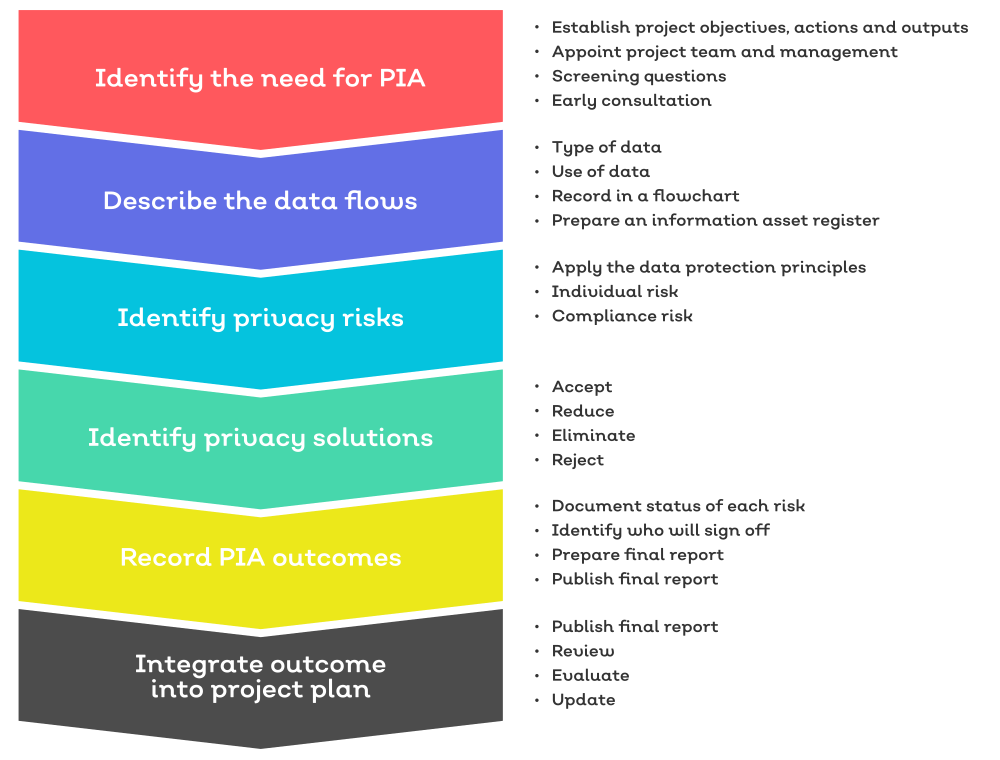 Identify the need for PIA
• Establish project objectives, actions and outputs
• Appoint project team and management
• Screening questions
• Early consultation
Describe the data flows
• Type of data
• Use of data
• Record in a flowchart
• Prepare an information asset register
Identify privacy risks
• Apply the data protection principles
• Individual risk
• Compliance risk
Identify privacy solutions
• Accept
• Reduce
• Eliminate
• Reject
Record PIA outcomes
• Document status of each risk
• Identify who will sign off
• Prepare final report
• Publish final report
Integrate outcome
into project plan
• Publish final report
• Review
• Evaluate
• Update